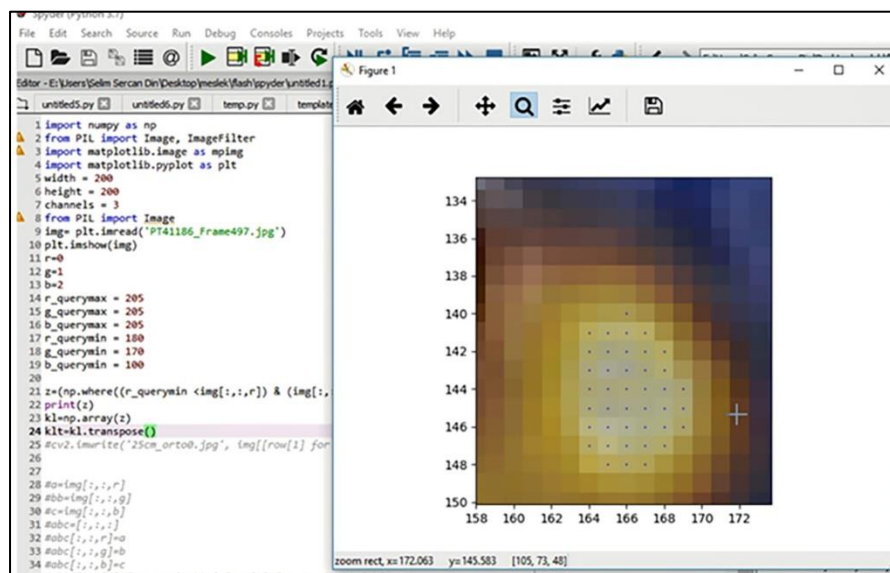 Spyder (Python 3.7)
File Edit Search Source Run Debug Consoles Projects Tools View Help
Editor - E:\Users\Selim Sercan Din\Desktop\meslek\flash\spyder\untitled1.p
untitled5.py untitled6.py temp.py template
1 import numpy as np
2 from PIL import Image, ImageFilter
3 import matplotlib.image as mpimg
4 import matplotlib.pyplot as plt
5 width = 200
6 height = 200
7 channels = 3
8 from PIL import Image
9 img= plt.imread('PT41186_Frame497.jpg')
10 plt.imshow(img)
11 r=0
12 g=1
13 b=2
14 r_querymax = 205
15 g_querymax = 205
16 b_querymax = 205
17 r_querymin = 180
18 g_querymin = 170
19 b_querymin = 100
20
21 z=(np.where((r_querymin <img[:,:,r]) & (img[:,:
22 print(z)
23 kl=np.array(z)
24 klt=kl.transpose()
25 #cv2.imwrite('25cm_orto0.jpg', img[[row[1] for
26
27
28 #a=img[:,:,r]
29 #bb=img[:,:,g]
30 #c=img[:,:,b]
31 #abc=[:,:,:]
32 #abc[:,:,r]=a
33 #abc[:,:,g]=b
34 #abc[:,:,b]=c
Figure 1
134
136
138
140
142
144
146
148
150
158 160 162 164 166 168 170 172
zoom rect, x=172.063 y=145.583 [105, 73, 48]